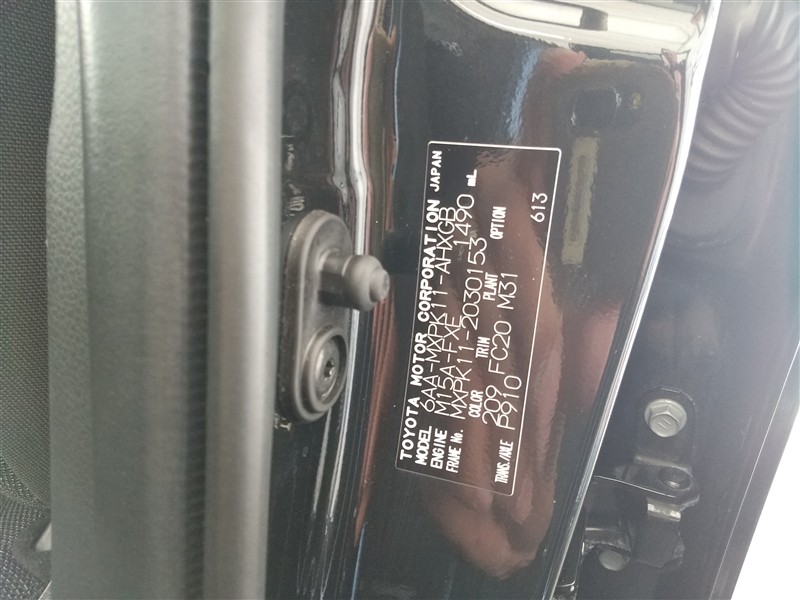 TOYOTA MOTOR CORPORATION JAPAN
MODEL 6AA-MXPK11-AHXGB
ENGINE M15A-FXE 1490 mL
FRAME No. MXPK11-2030153
COLOR TRIM PLANT OPTION
209 FC20 M31
TRANS./AXLE P910 613